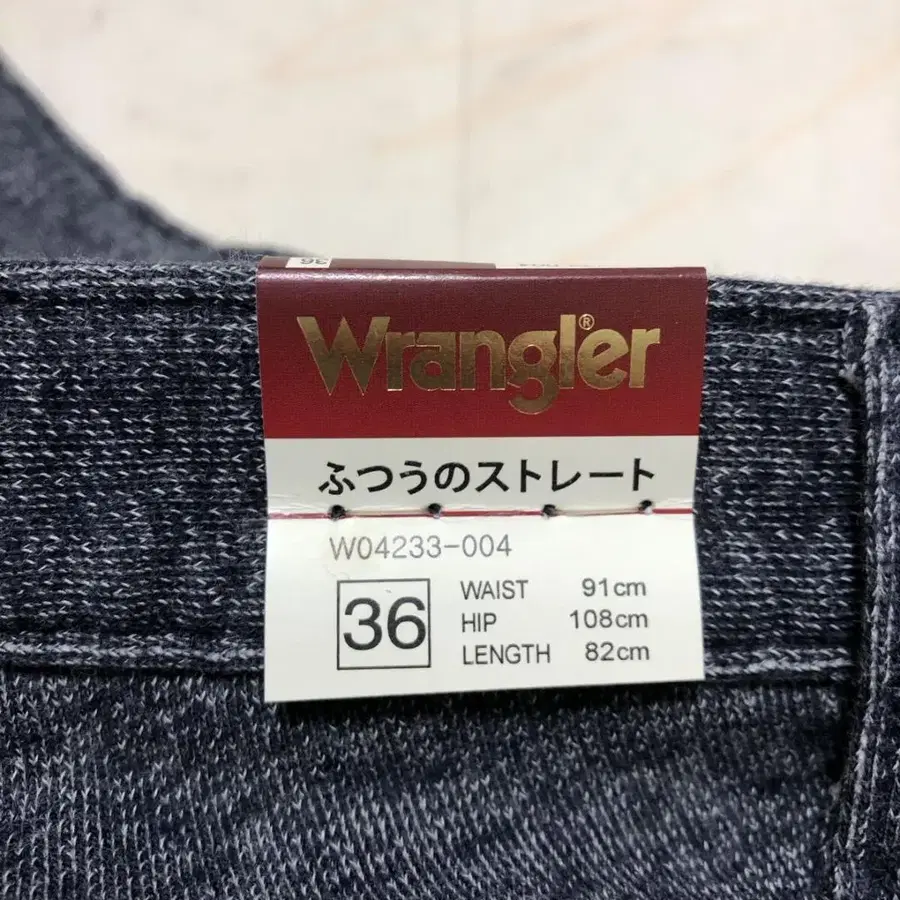 36
Wrangler®
ふつうのストレート
W04233-004
36
WAIST 91cm
HIP 108cm
LENGTH 82cm